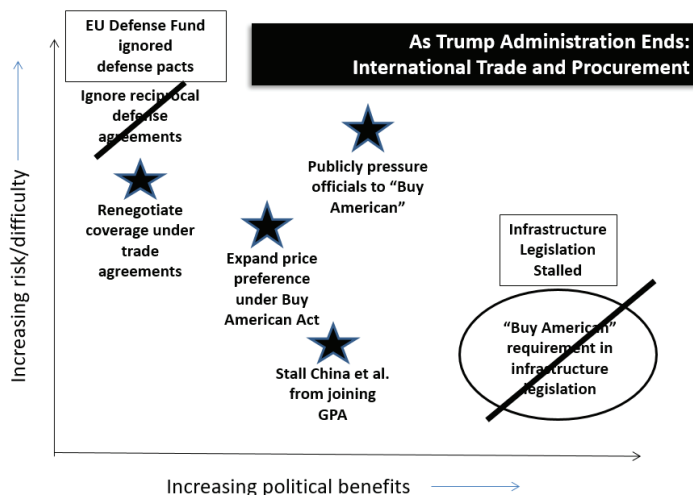 EU Defense Fund
ignored
defense pacts
As Trump Administration Ends:
International Trade and Procurement
Ignore reciprocal
defense
agreements
Publicly pressure
officials to “Buy
American”
Renegotiate
coverage under
trade
agreements
Expand price
preference
under Buy
American Act
Infrastructure
Legislation
Stalled
“Buy American”
requirement in
infrastructure
legislation
Stall China et al.
from joining
GPA
Increasing risk/difficulty
Increasing political benefits